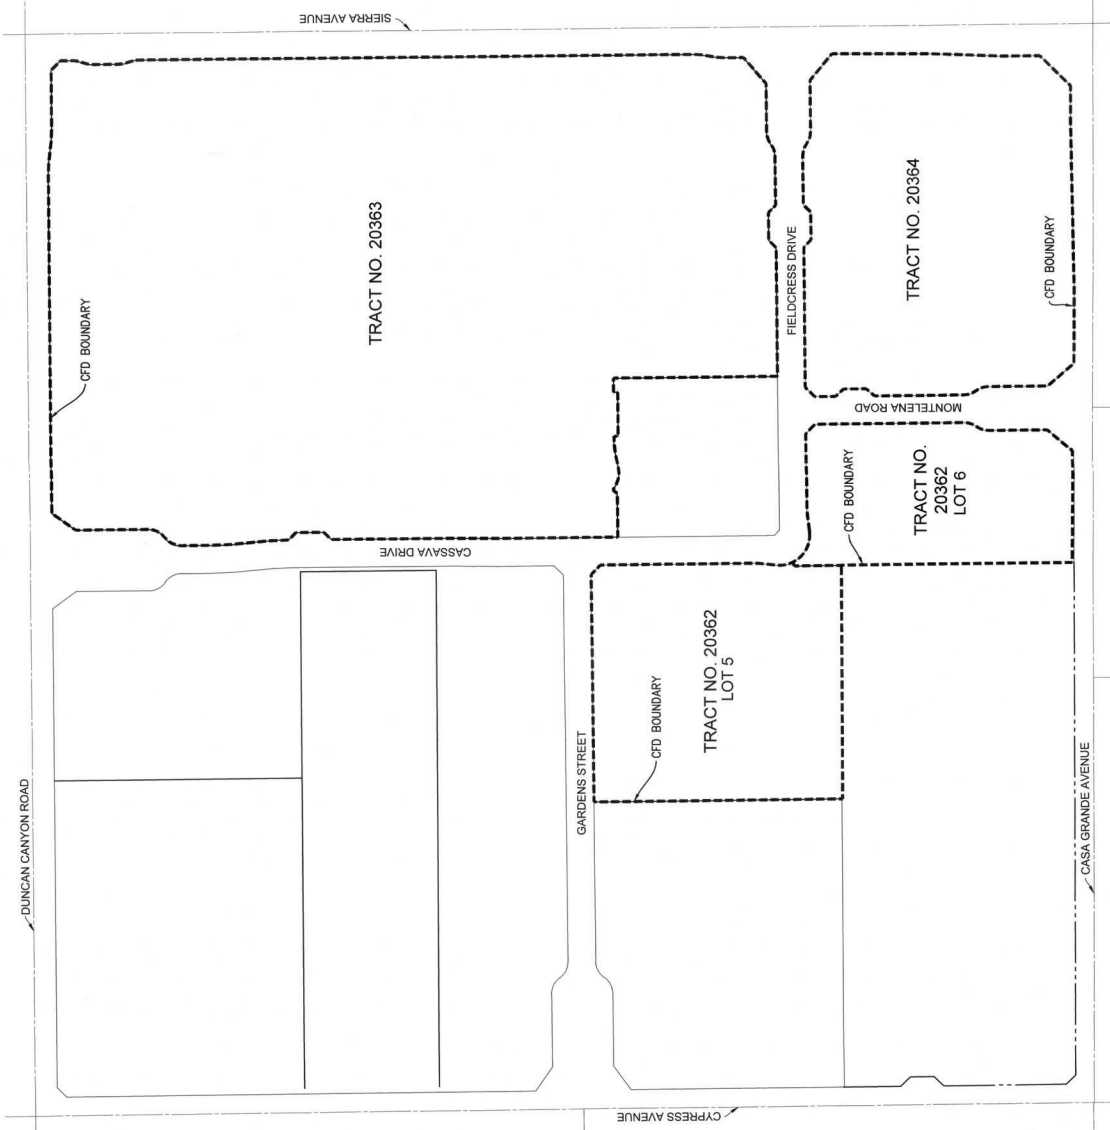 SIERRA AVENUE
TRACT NO. 20363
CFD BOUNDARY
TRACT NO. 20364
CFD BOUNDARY
FIELDCRESS DRIVE
MONTELENA ROAD
CASSAVA DRIVE
CFD BOUNDARY
TRACT NO.
20362
LOT 6
TRACT NO. 20362
LOT 5
CFD BOUNDARY
GARDENS STREET
DUNCAN CANYON ROAD
CASA GRANDE AVENUE
CYPRESS AVENUE